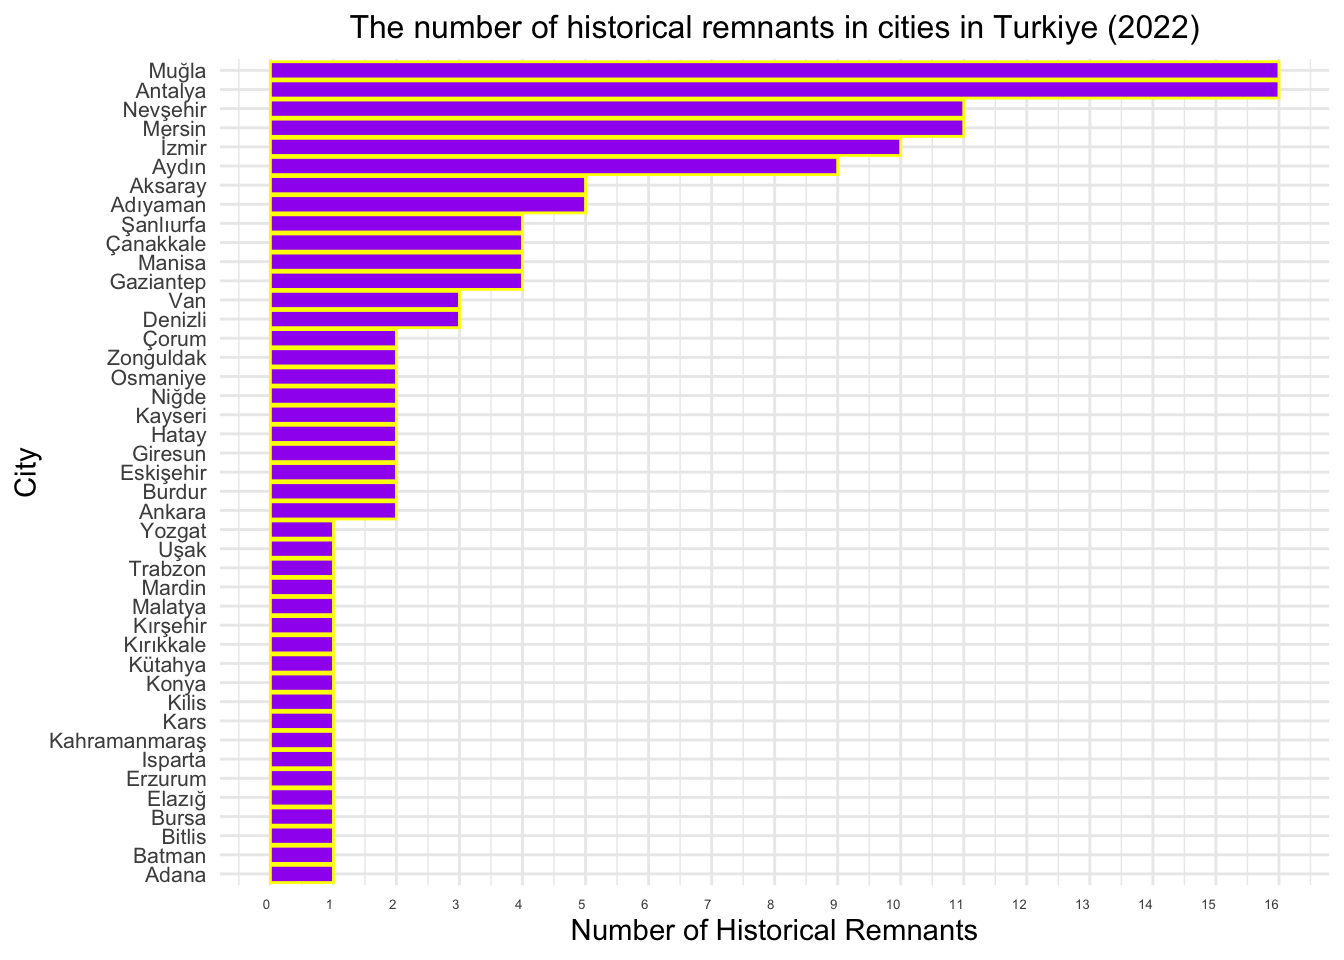 The number of historical remnants in cities in Turkiye (2022)
City
Muğla
Antalya
Nevşehir
Mersin
İzmir
Aydın
Aksaray
Adıyaman
Şanlıurfa
Çanakkale
Manisa
Gaziantep
Van
Denizli
Çorum
Zonguldak
Osmaniye
Niğde
Kayseri
Hatay
Giresun
Eskişehir
Burdur
Ankara
Yozgat
Uşak
Trabzon
Mardin
Malatya
Kırşehir
Kırıkkale
Kütahya
Konya
Kilis
Kars
Kahramanmaraş
Isparta
Erzurum
Elazığ
Bursa
Bitlis
Batman
Adana
0 1 2 3 4 5 6 7 8 9 10 11 12 13 14 15 16
Number of Historical Remnants